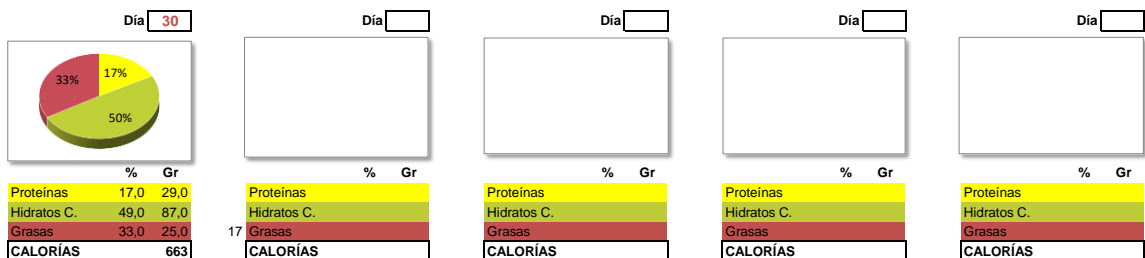 Día 30 Día Día Día Día
33% 17%
50%
% Gr % Gr % Gr % Gr % Gr
Proteínas 17,0 29,0 Proteínas Proteínas Proteínas Proteínas
Hidratos C. 49,0 87,0 Hidratos C. Hidratos C. Hidratos C. Hidratos C.
Grasas 33,0 25,0 17 Grasas Grasas Grasas Grasas
CALORÍAS 663 CALORÍAS CALORÍAS CALORÍAS CALORÍAS